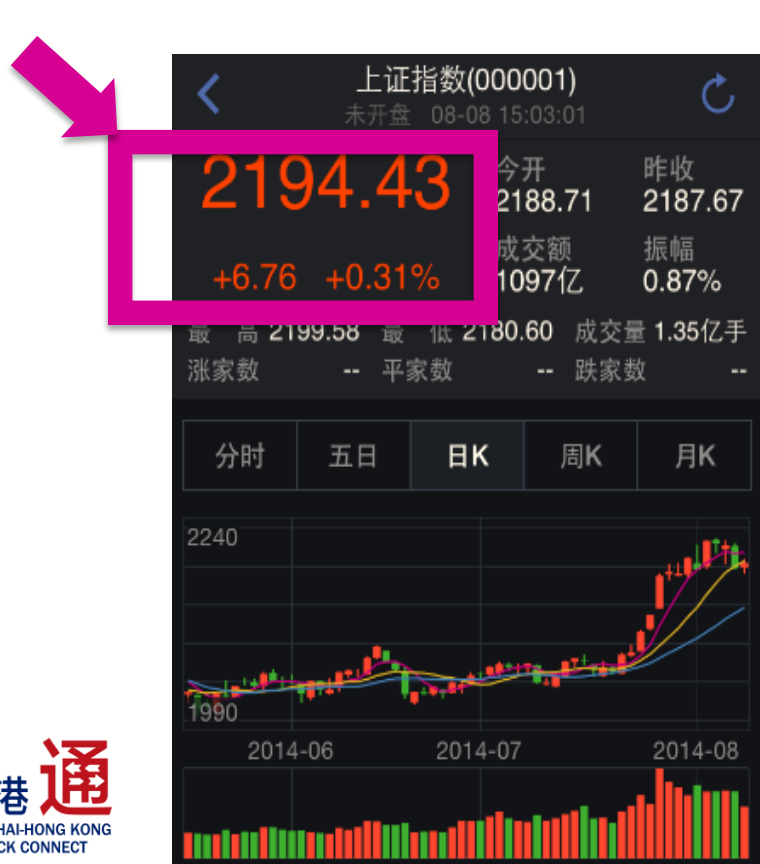 上证指数(000001)
未开盘 08-08 15:03:01
2194.43
+6.76 +0.31%
今开
2188.71
昨收
2187.67
成交额
1097亿
振幅
0.87%
最高 2199.58 最低 2180.60 成交量 1.35亿手
涨家数 -- 平家数 -- 跌家数 --
分时 五日 日K 周K 月K
2240
1990
2014-06 2014-07 2014-08
港通
HAI-HONG KONG
CK CONNECT